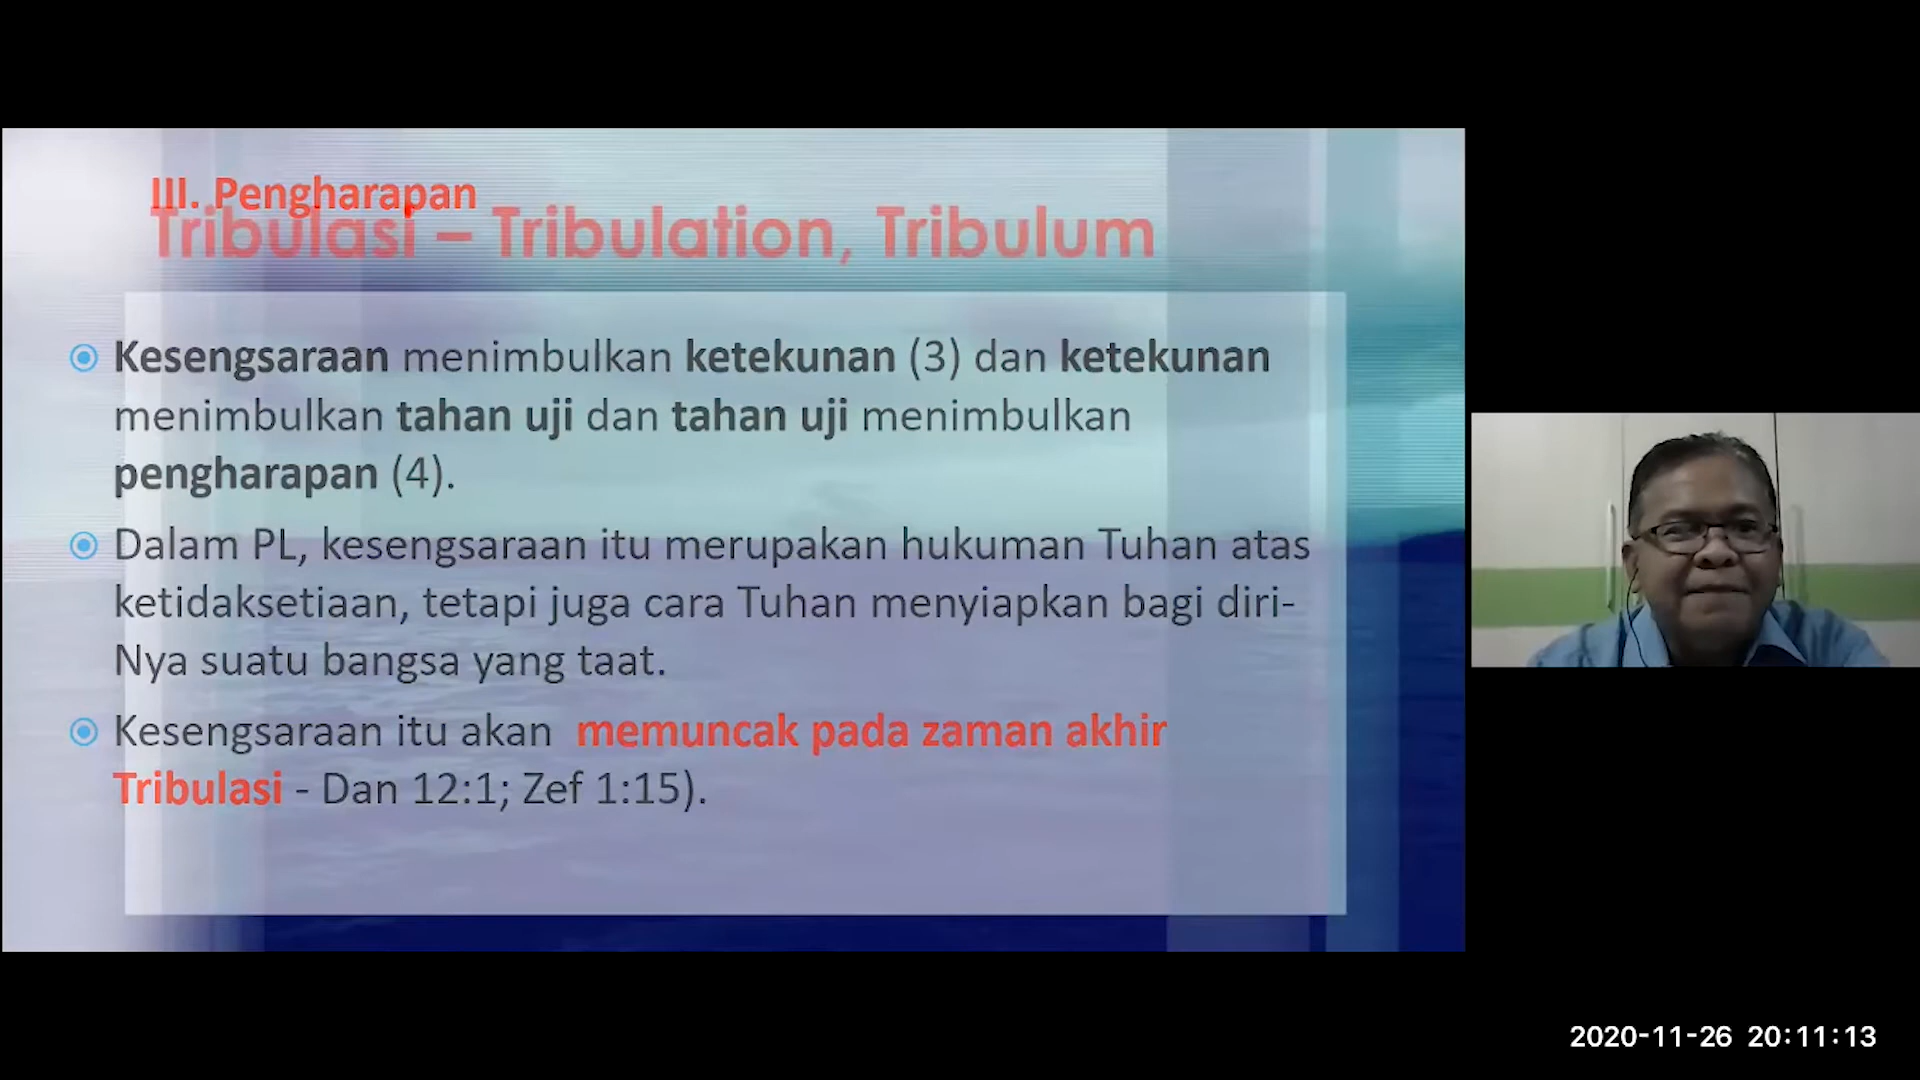 III. Pengharapan
Tribulasi – Tribulation, Tribulum
Kesengsaraan menimbulkan ketekunan (3) dan ketekunan
menimbulkan tahan uji dan tahan uji menimbulkan
pengharapan (4).
Dalam PL, kesengsaraan itu merupakan hukuman Tuhan atas
ketidaksetiaan, tetapi juga cara Tuhan menyiapkan bagi diri-
Nya suatu bangsa yang taat.
Kesengsaraan itu akan memuncak pada zaman akhir
Tribulasi - Dan 12:1; Zef 1:15).
2020-11-26 20:11:13